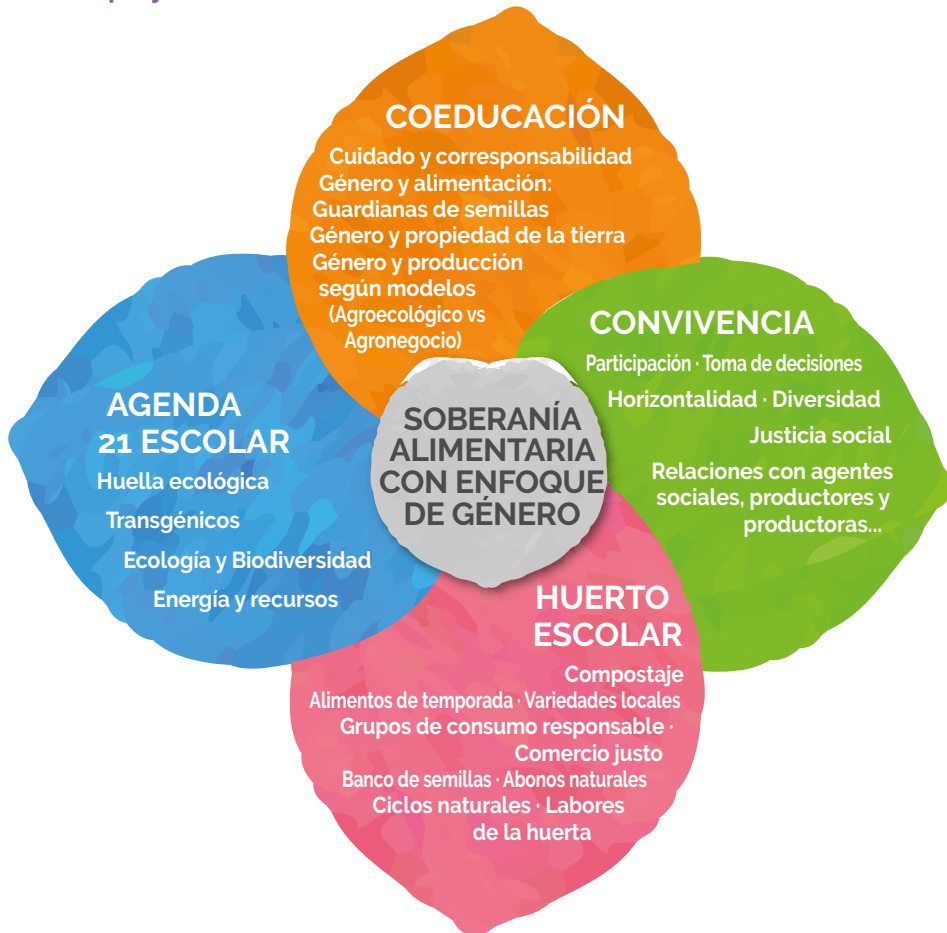 COEDUCACIÓN
Cuidado y corresponsabilidad
Género y alimentación:
Guardianas de semillas
Género y propiedad de la tierra
Género y producción
según modelos
(Agroecológico vs
Agronegocio)
AGENDA
21 ESCOLAR
Huella ecológica
Transgénicos
Ecología y Biodiversidad
Energía y recursos
SOBERANÍA
ALIMENTARIA
CON ENFOQUE
DE GÉNERO
CONVIVENCIA
Participación · Toma de decisiones
Horizontalidad · Diversidad
Justicia social
Relaciones con agentes
sociales, productores y
productoras...
HUERTO
ESCOLAR
Compostaje
Alimentos de temporada · Variedades locales
Grupos de consumo responsable ·
Comercio justo
Banco de semillas · Abonos naturales
Ciclos naturales · Labores
de la huerta